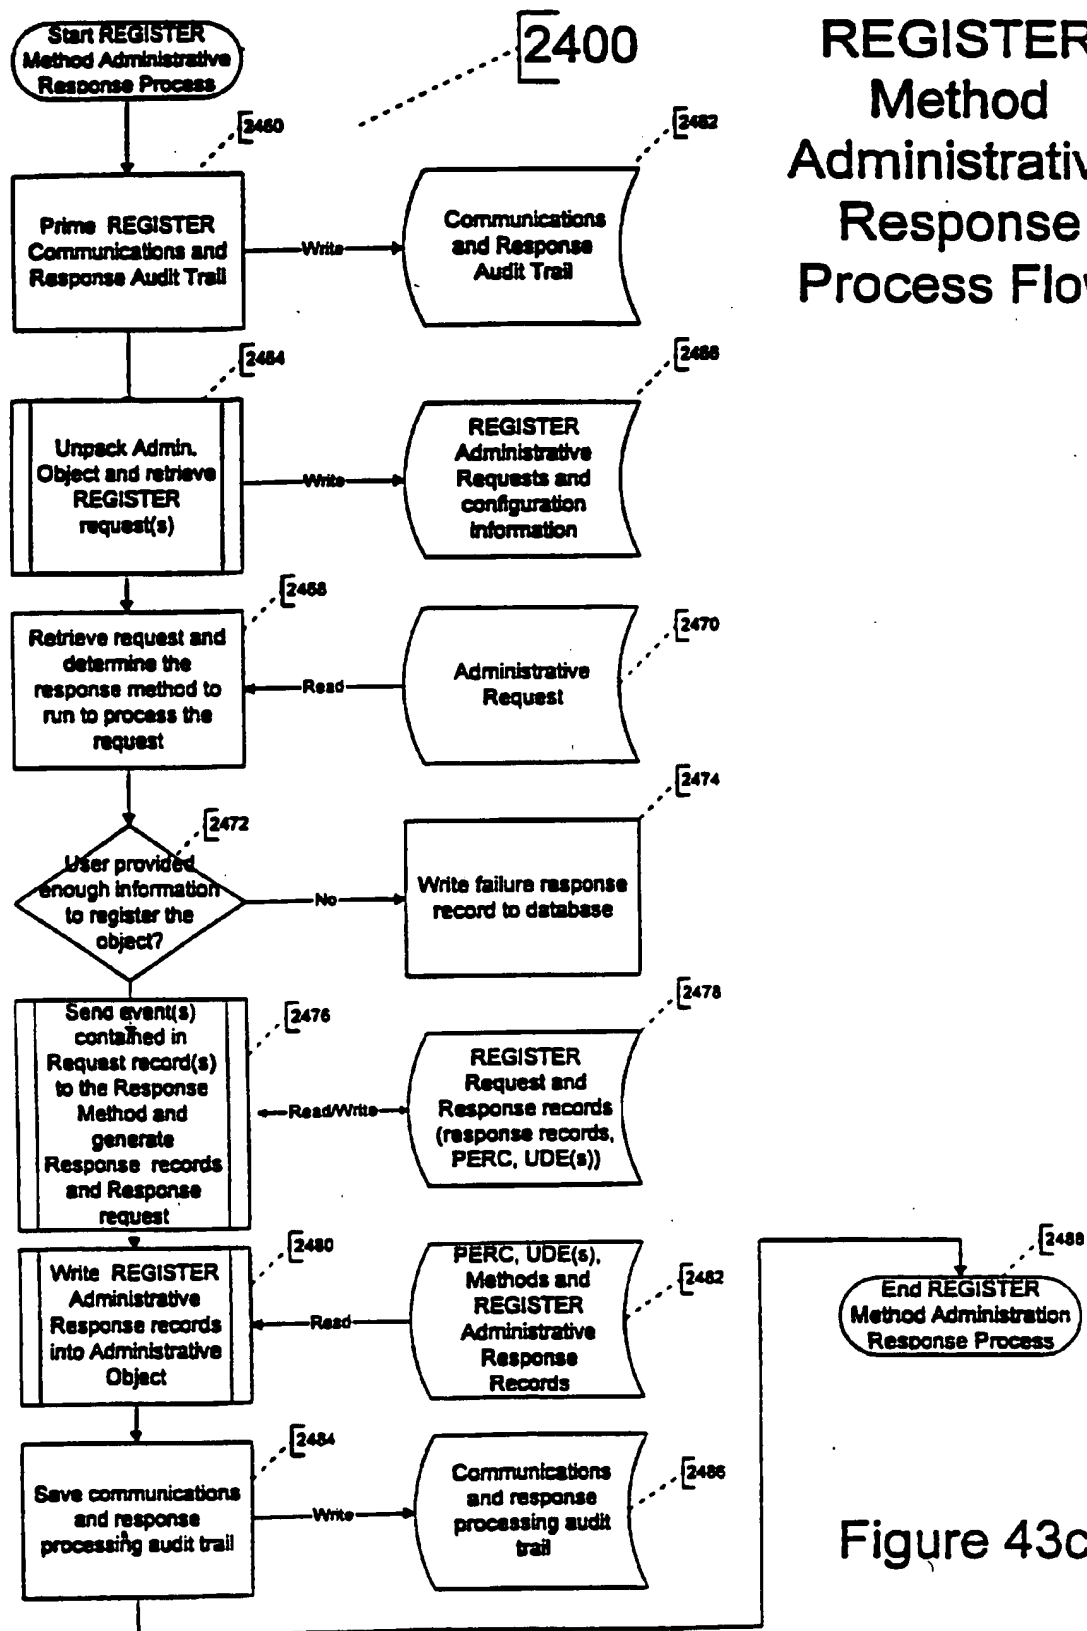 2400
REGISTER
Method
Administrativ
Response
Process Flow
Start REGISTER
Method Administrative
Response Process
2460
Prime REGISTER
Communications and
Response Audit Trail
Write
2462
Communications
and Response
Audit Trail
2464
Unpack Admin.
Object and retrieve
REGISTER
request(s)
Write
2466
REGISTER
Administrative
Requests and
configuration
information
2468
Retrieve request and
determine the
response method to
run to process the
request
Read
2470
Administrative
Request
2472
User provided
enough information
to register the
object?
No
2474
Write failure response
record to database
2476
Send event(s)
contained in
Request record(s)
to the Response
Method and
generate
Response records
and Response
request
Read/Write
2478
REGISTER
Request and
Response records
(response records,
PERC, UDE(s))
2480
Write REGISTER
Administrative
Response records
into Administrative
Object
Read
2482
PERC, UDE(s),
Methods and
REGISTER
Administrative
Response
Records
2484
Save communications
and response
processing audit trail
Write
2486
Communications
and response
processing audit
trail
2488
End REGISTER
Method Administration
Response Process
Figure 43c